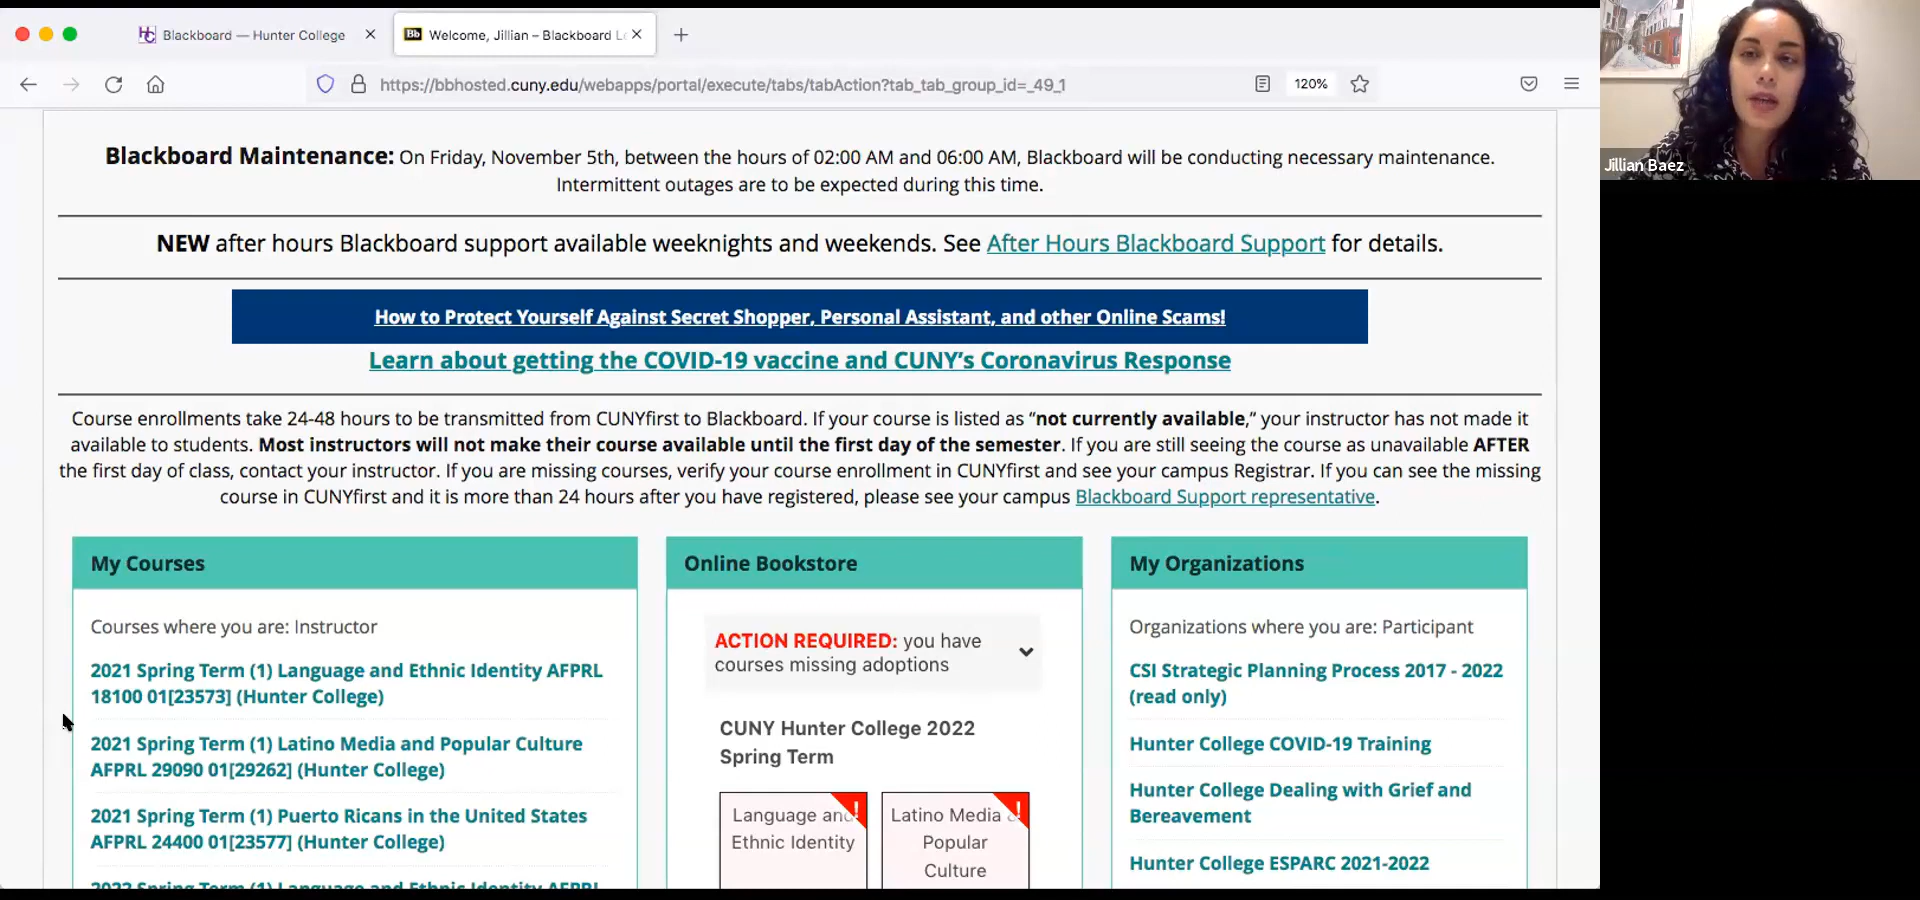 Blackboard — Hunter College
Welcome, Jillian – Blackboard L
https://bbhosted.cuny.edu/webapps/portal/execute/tabs/tabAction?tab_tab_group_id=_49_1
120%
Jillian Baez
Blackboard Maintenance: On Friday, November 5th, between the hours of 02:00 AM and 06:00 AM, Blackboard will be conducting necessary maintenance.
Intermittent outages are to be expected during this time.
NEW after hours Blackboard support available weeknights and weekends. See After Hours Blackboard Support for details.
How to Protect Yourself Against Secret Shopper, Personal Assistant, and other Online Scams!
Learn about getting the COVID-19 vaccine and CUNY’s Coronavirus Response
Course enrollments take 24-48 hours to be transmitted from CUNYfirst to Blackboard. If your course is listed as “not currently available,” your instructor has not made it
available to students. Most instructors will not make their course available until the first day of the semester. If you are still seeing the course as unavailable AFTER
the first day of class, contact your instructor. If you are missing courses, verify your course enrollment in CUNYfirst and see your campus Registrar. If you can see the missing
course in CUNYfirst and it is more than 24 hours after you have registered, please see your campus Blackboard Support representative.
My Courses
Courses where you are: Instructor
2021 Spring Term (1) Language and Ethnic Identity AFPRL
18100 01[23573] (Hunter College)
2021 Spring Term (1) Latino Media and Popular Culture
AFPRL 29090 01[29262] (Hunter College)
2021 Spring Term (1) Puerto Ricans in the United States
AFPRL 24400 01[23577] (Hunter College)
2022 Spring Term (1) Language and Ethnic Identity AFPRL
Online Bookstore
ACTION REQUIRED: you have
courses missing adoptions
CUNY Hunter College 2022
Spring Term
Language and
Ethnic Identity
Latino Media
Popular
Culture
My Organizations
Organizations where you are: Participant
CSI Strategic Planning Process 2017 - 2022
(read only)
Hunter College COVID-19 Training
Hunter College Dealing with Grief and
Bereavement
Hunter College ESPARC 2021-2022